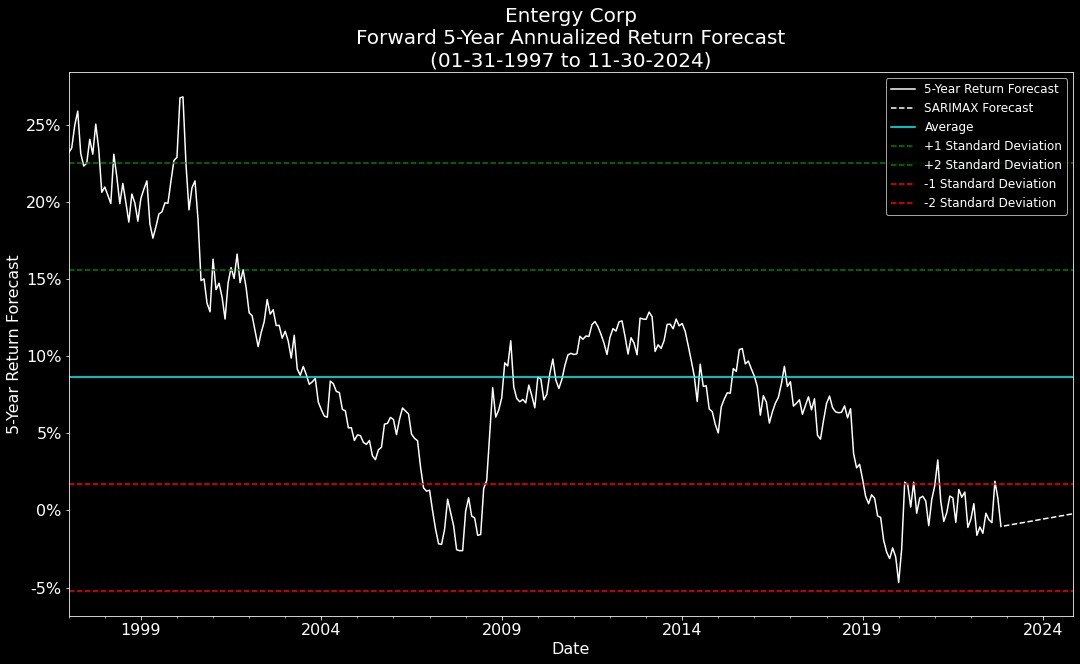 Entergy Corp
Forward 5-Year Annualized Return Forecast
(01-31-1997 to 11-30-2024)
5-Year Return Forecast
SARIMAX Forecast
Average
+1 Standard Deviation
+2 Standard Deviation
-1 Standard Deviation
-2 Standard Deviation
5-Year Return Forecast
25%
20%
15%
10%
5%
0%
-5%
1999 2004 2009 2014 2019 2024
Date